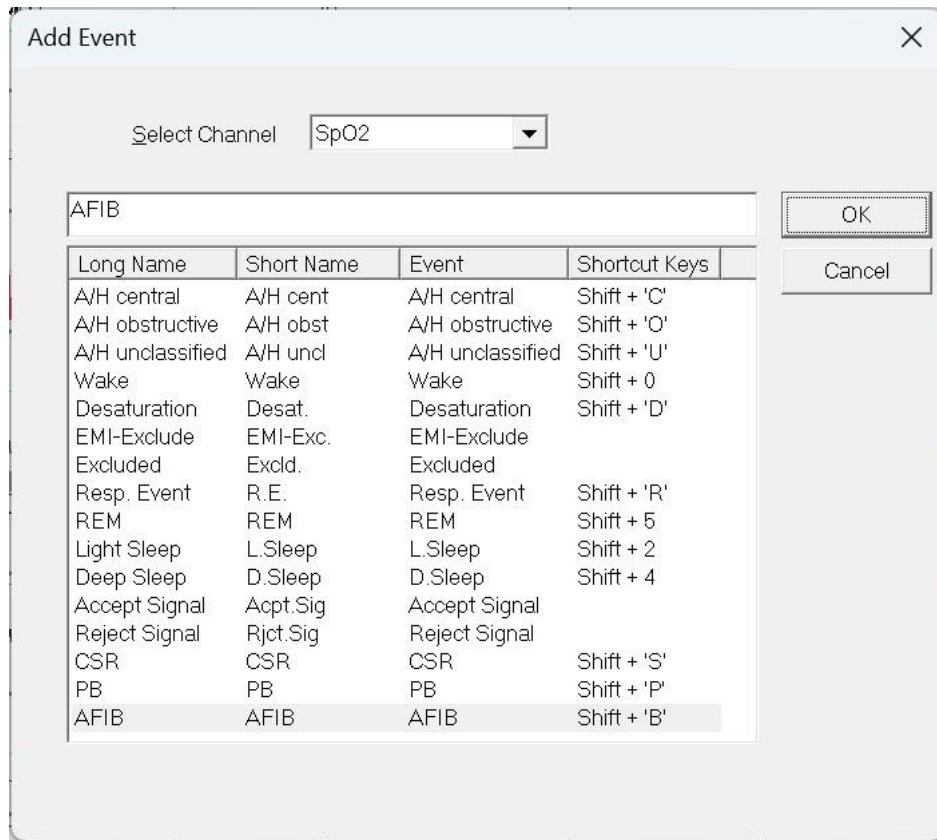 Add Event
Select Channel SpO2
AFIB
OK
Long Name Short Name Event Shortcut Keys
Cancel
A/H central A/H cent A/H central Shift + 'C'
A/H obstructive A/H obst A/H obstructive Shift + 'O'
A/H unclassified A/H uncl A/H unclassified Shift + 'U'
Wake Wake Wake Shift + 0
Desaturation Desat. Desaturation Shift + 'D'
EMI-Exclude EMI-Exc. EMI-Exclude
Excluded Excld. Excluded
Resp. Event R.E. Resp. Event Shift + 'R'
REM REM REM Shift + 5
Light Sleep L.Sleep L.Sleep Shift + 2
Deep Sleep D.Sleep D.Sleep Shift + 4
Accept Signal Acpt.Sig Accept Signal
Reject Signal Rjct.Sig Reject Signal
CSR CSR CSR Shift + 'S'
PB PB PB Shift + 'P'
AFIB AFIB AFIB Shift + 'B'